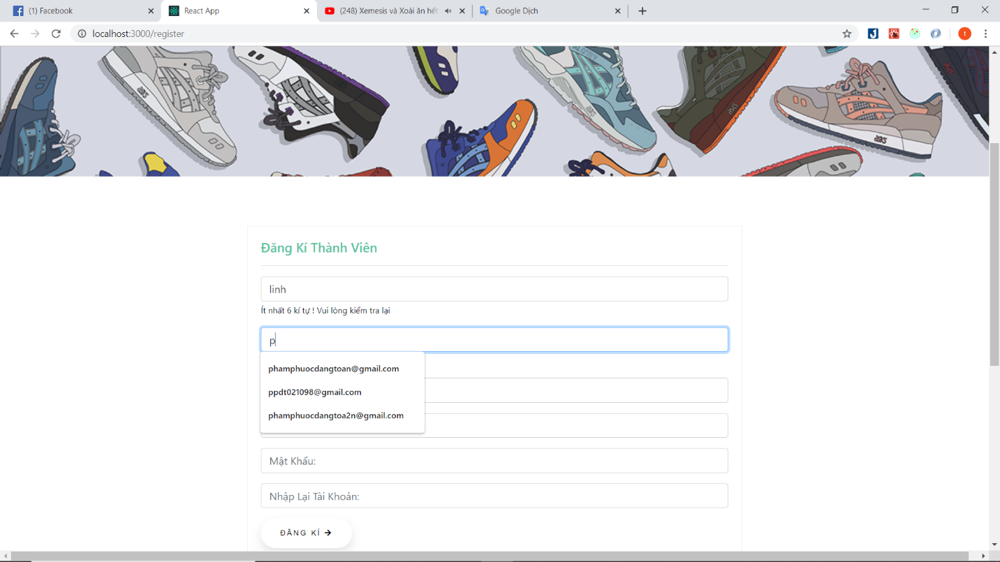 (1) Facebook
React App
(248) Xemesis và Xoài ăn hết
Google Dịch
localhost:3000/register
t
asics
Đăng Kí Thành Viên
linh
Ít nhất 6 kí tự ! Vui lòng kiểm tra lại
p
phamphuocdangtoan@gmail.com
ppdt021098@gmail.com
phamphuocdangtoa2n@gmail.com
Mật Khẩu:
Nhập Lại Tài Khoản:
ĐĂNG KÍ →